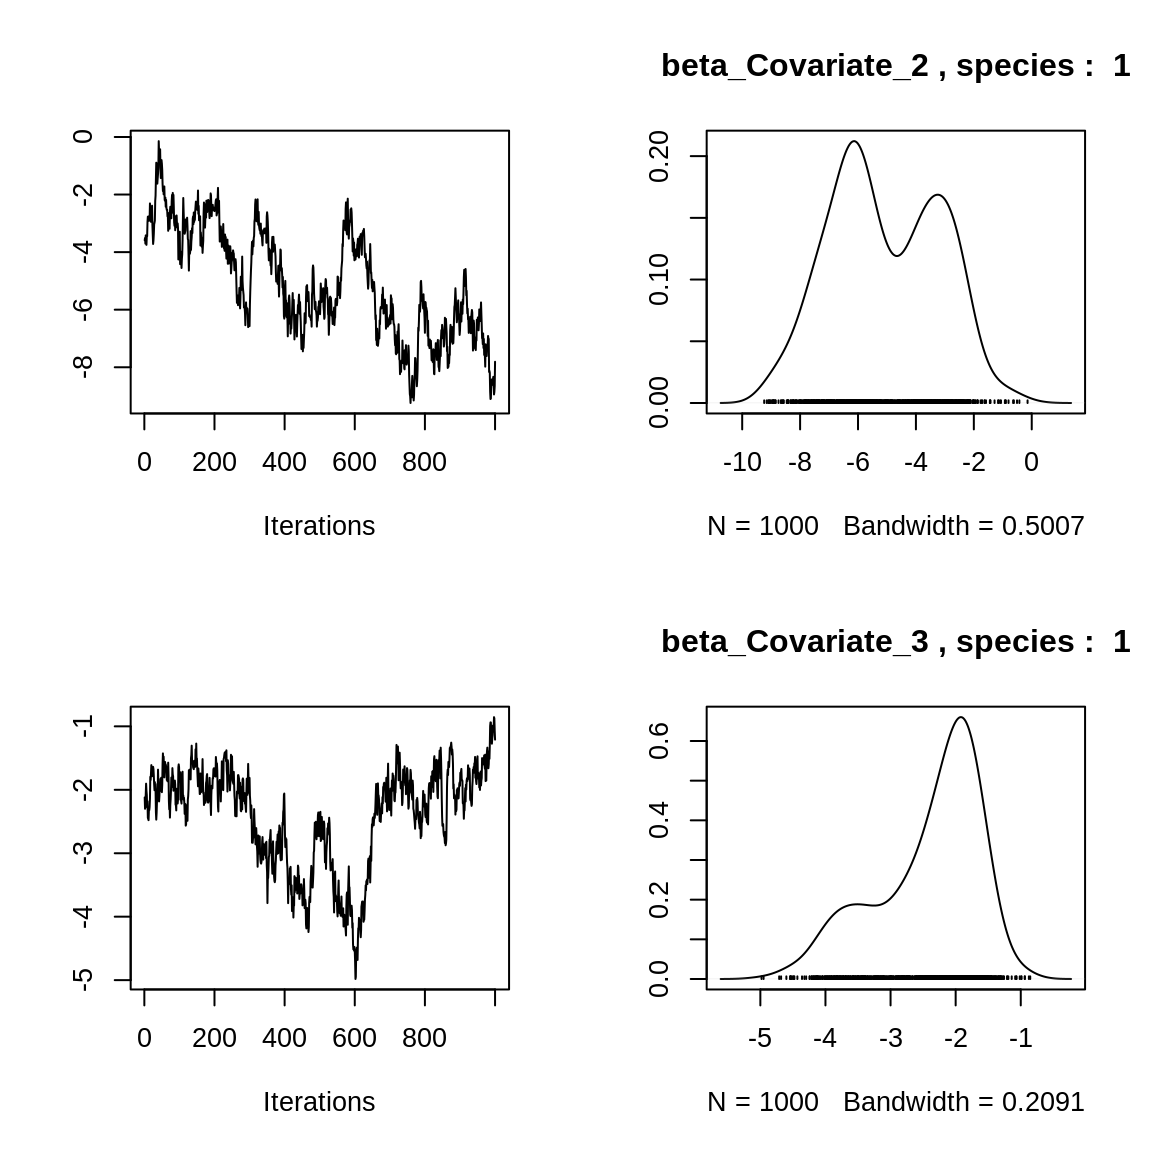 beta_Covariate_2 , species :  1
0
-2
-4
-6
-8
0 200 400 600 800
Iterations
0.20
0.10
0.00
-10 -8 -6 -4 -2 0
N = 1000   Bandwidth = 0.5007
beta_Covariate_3 , species :  1
-1
-2
-3
-4
-5
0 200 400 600 800
Iterations
0.6
0.4
0.2
0.0
-5 -4 -3 -2 -1
N = 1000   Bandwidth = 0.2091